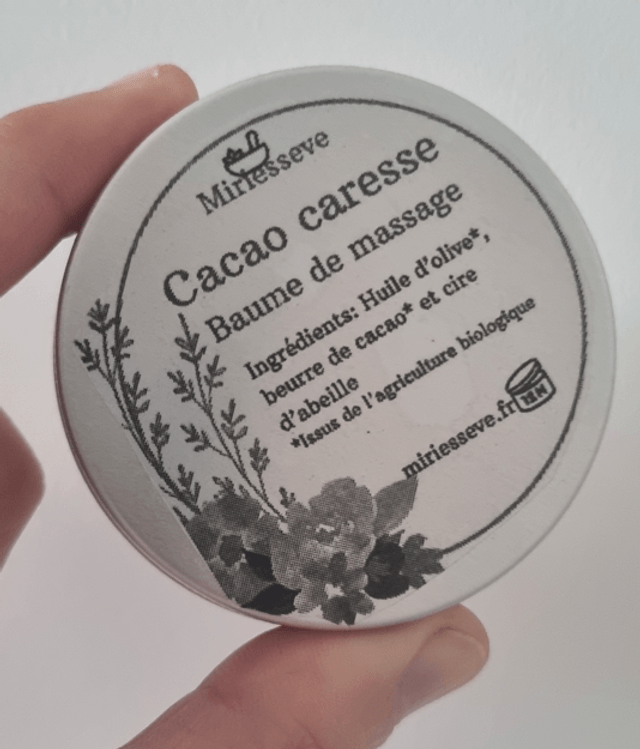 Miriesseve
Cacao caresse
Baume de massage
Ingrédients: Huile d'olive*,
beurre de cacao* et cire
d'abeille
*Issus de l'agriculture biologique
miriesseve.fr